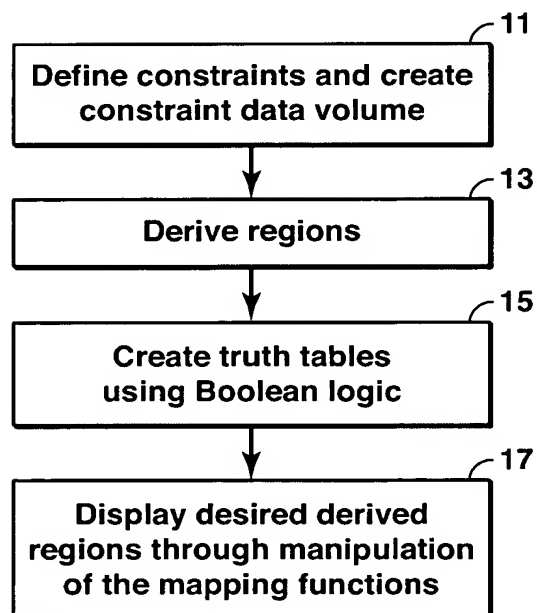 11
Define constraints and create
constraint data volume
13
Derive regions
15
Create truth tables
using Boolean logic
17
Display desired derived
regions through manipulation
of the mapping functions